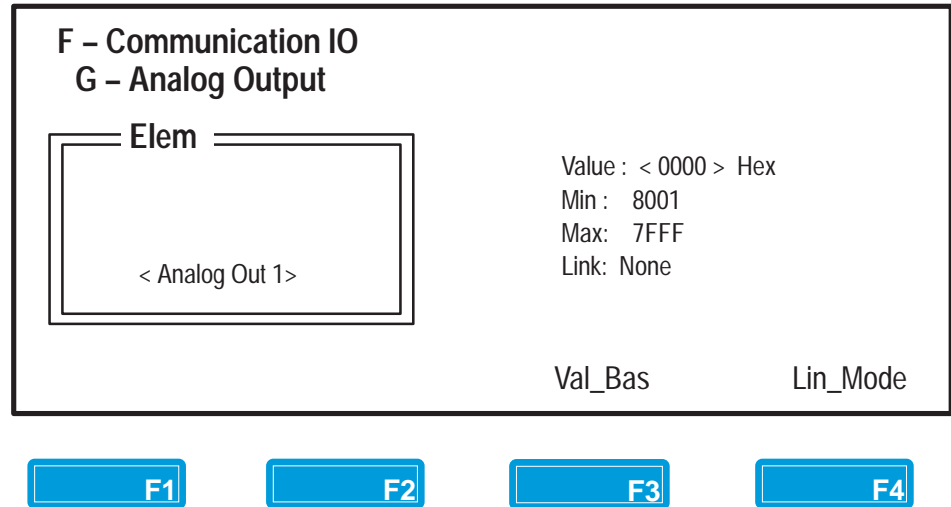 F – Communication IO
G – Analog Output
Elem
< Analog Out 1>
Value : < 0000 > Hex
Min : 8001
Max: 7FFF
Link: None
Val_Bas Lin_Mode
F1 F2 F3 F4